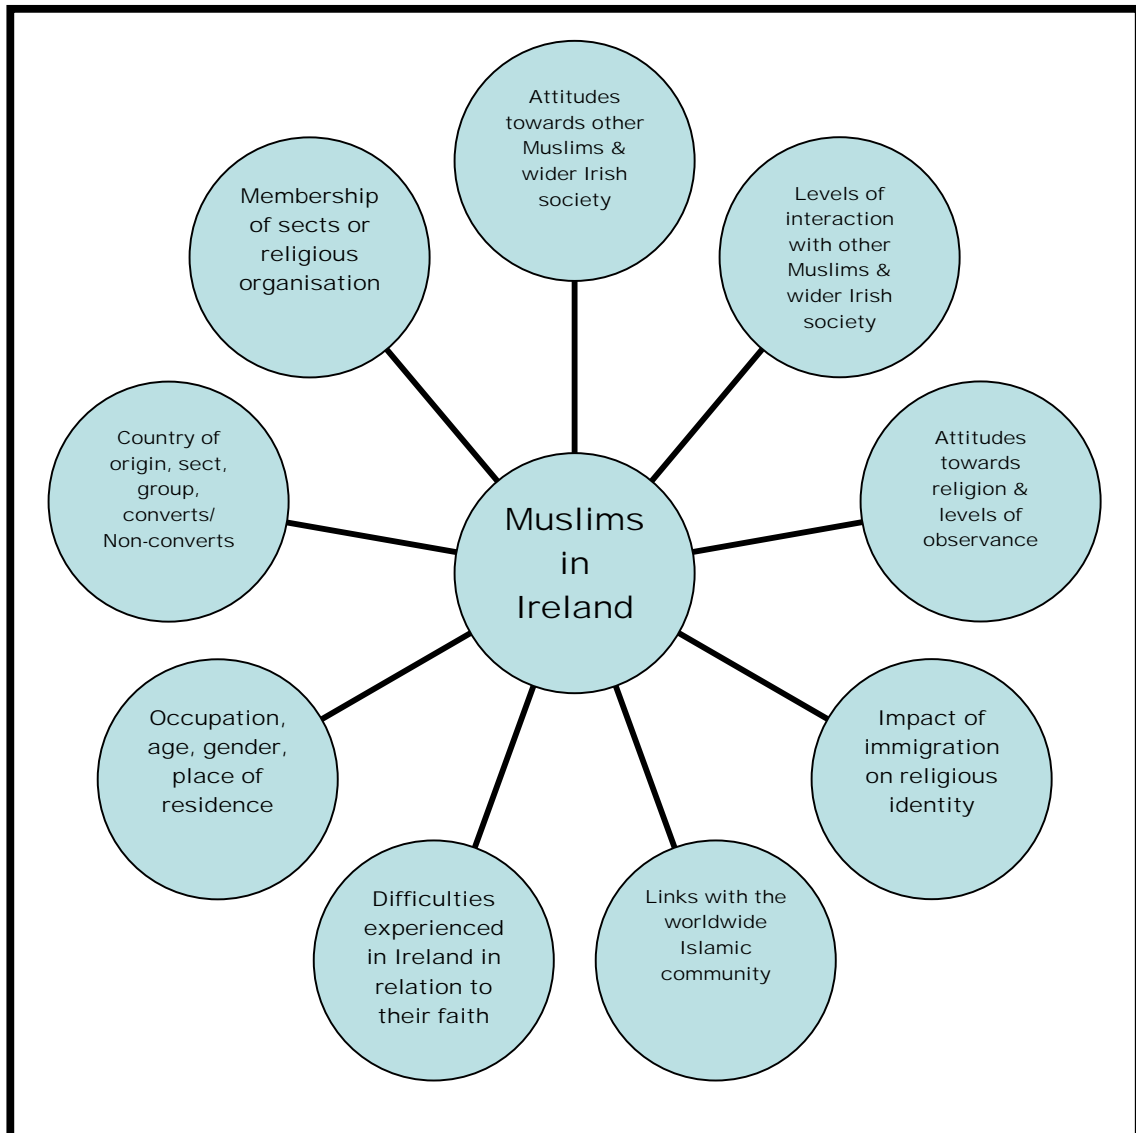 Attitudes
towards other
Muslims &
wider Irish
society
Levels of
interaction
with other
Muslims &
wider Irish
society
Attitudes
towards
religion &
levels of
observance
Impact of
immigration
on religious
identity
Links with the
worldwide
Islamic
community
Difficulties
experienced
in Ireland in
relation to
their faith
Occupation,
age, gender,
place of
residence
Country of
origin, sect,
group,
converts/
Non-converts
Membership
of sects or
religious
organisation
Muslims
in
Ireland